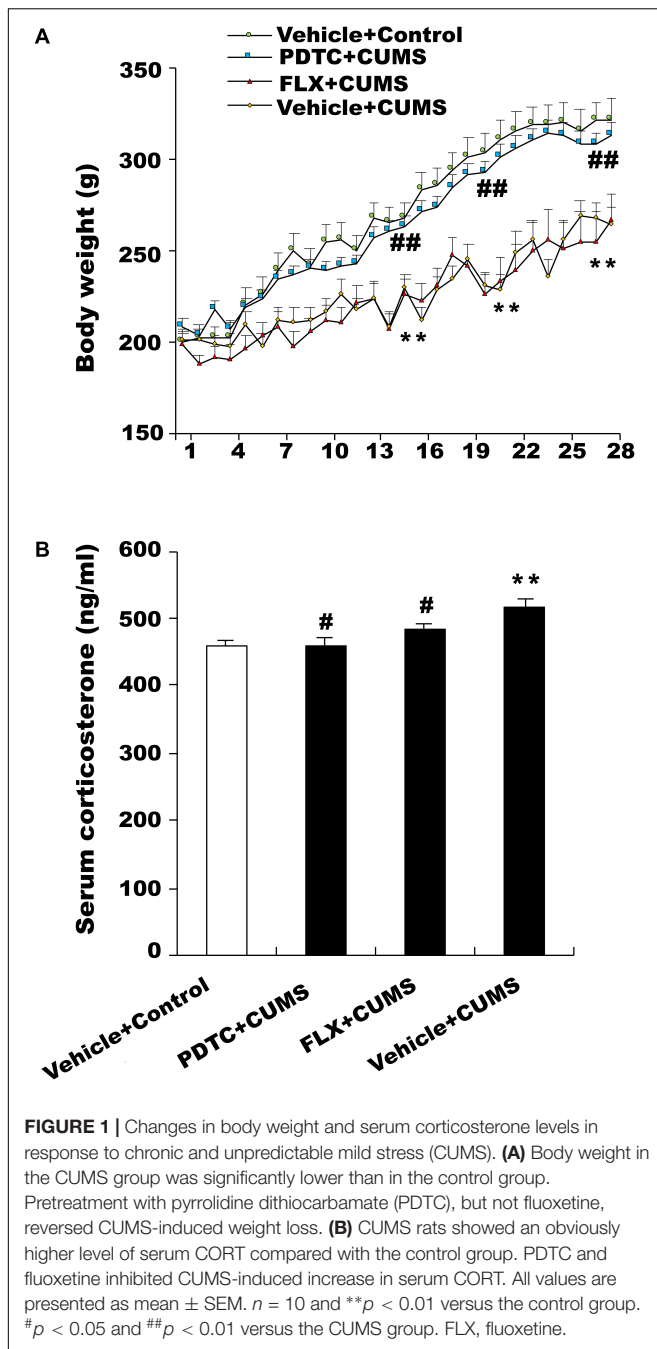 A
Vehicle+Control
PDTC+CUMS
FLX+CUMS
Vehicle+CUMS
350
300
250
200
150
Body weight (g)
##
##
##
**
**
**
1 4 7 10 13 16 19 22 25 28
B
600
500
400
300
200
100
0
Serum corticosterone (ng/ml)
#
#
**
Vehicle+Control
PDTC+CUMS
FLX+CUMS
Vehicle+CUMS
FIGURE 1 | Changes in body weight and serum corticosterone levels in
response to chronic and unpredictable mild stress (CUMS). (A) Body weight in
the CUMS group was significantly lower than in the control group.
Pretreatment with pyrrolidine dithiocarbamate (PDTC), but not fluoxetine,
reversed CUMS-induced weight loss. (B) CUMS rats showed an obviously
higher level of serum CORT compared with the control group. PDTC and
fluoxetine inhibited CUMS-induced increase in serum CORT. All values are
presented as mean ± SEM. n = 10 and **p < 0.01 versus the control group.
#p < 0.05 and ##p < 0.01 versus the CUMS group. FLX, fluoxetine.